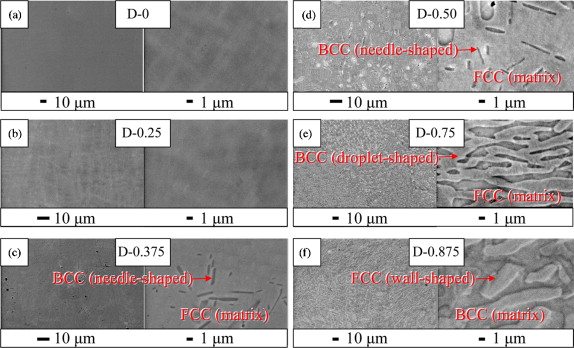 (a) D-0
10 μm 1 μm
(b) D-0.25
10 μm 1 μm
(c) D-0.375
BCC (needle-shaped)
FCC (matrix)
10 μm 1 μm
(d) D-0.50
BCC (needle-shaped)
FCC (matrix)
10 μm 1 μm
(e) D-0.75
BCC (droplet-shaped)
FCC (matrix)
10 μm 1 μm
(f) D-0.875
FCC (wall-shaped)
BCC (matrix)
10 μm 1 μm